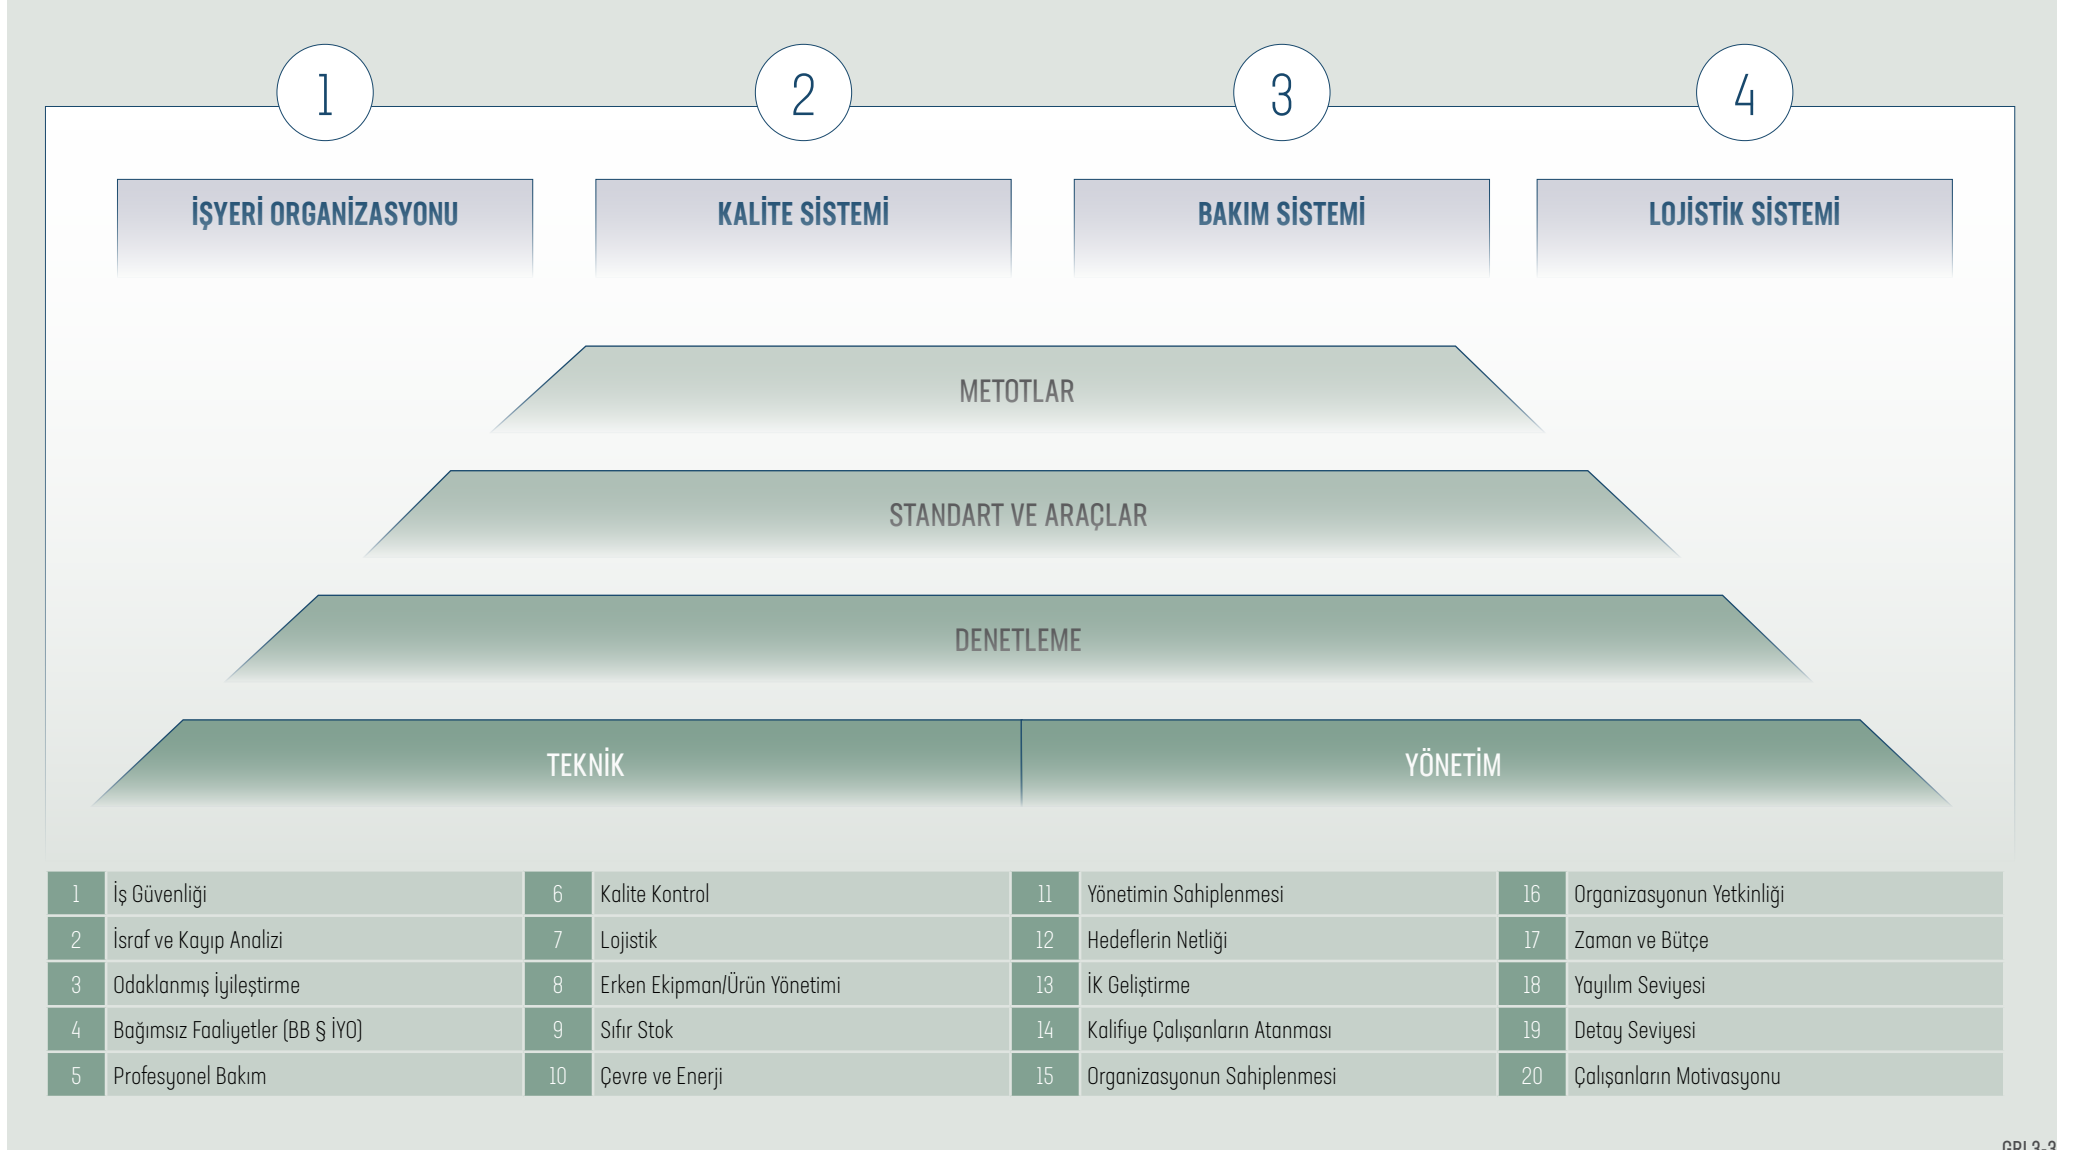 1
2
3
4
İŞYERİ ORGANİZASYONU
KALİTE SİSTEMİ
BAKIM SİSTEMİ
LOJİSTİK SİSTEMİ
METOTLAR
STANDART VE ARAÇLAR
DENETLEME
TEKNİK
YÖNETİM
1 İş Güvenliği
2 İsraf ve Kayıp Analizi
3 Odaklanmış İyileştirme
4 Bağımsız Faaliyetler (BB § İYO)
5 Profesyonel Bakım
6 Kalite Kontrol
7 Lojistik
8 Erken Ekipman/Ürün Yönetimi
9 Sıfır Stok
10 Çevre ve Enerji
11 Yönetimin Sahiplenmesi
12 Hedeflerin Netliği
13 İK Geliştirme
14 Kalifiye Çalışanların Atanması
15 Organizasyonun Sahiplenmesi
16 Organizasyonun Yetkinliği
17 Zaman ve Bütçe
18 Yayılım Seviyesi
19 Detay Seviyesi
20 Çalışanların Motivasyonu